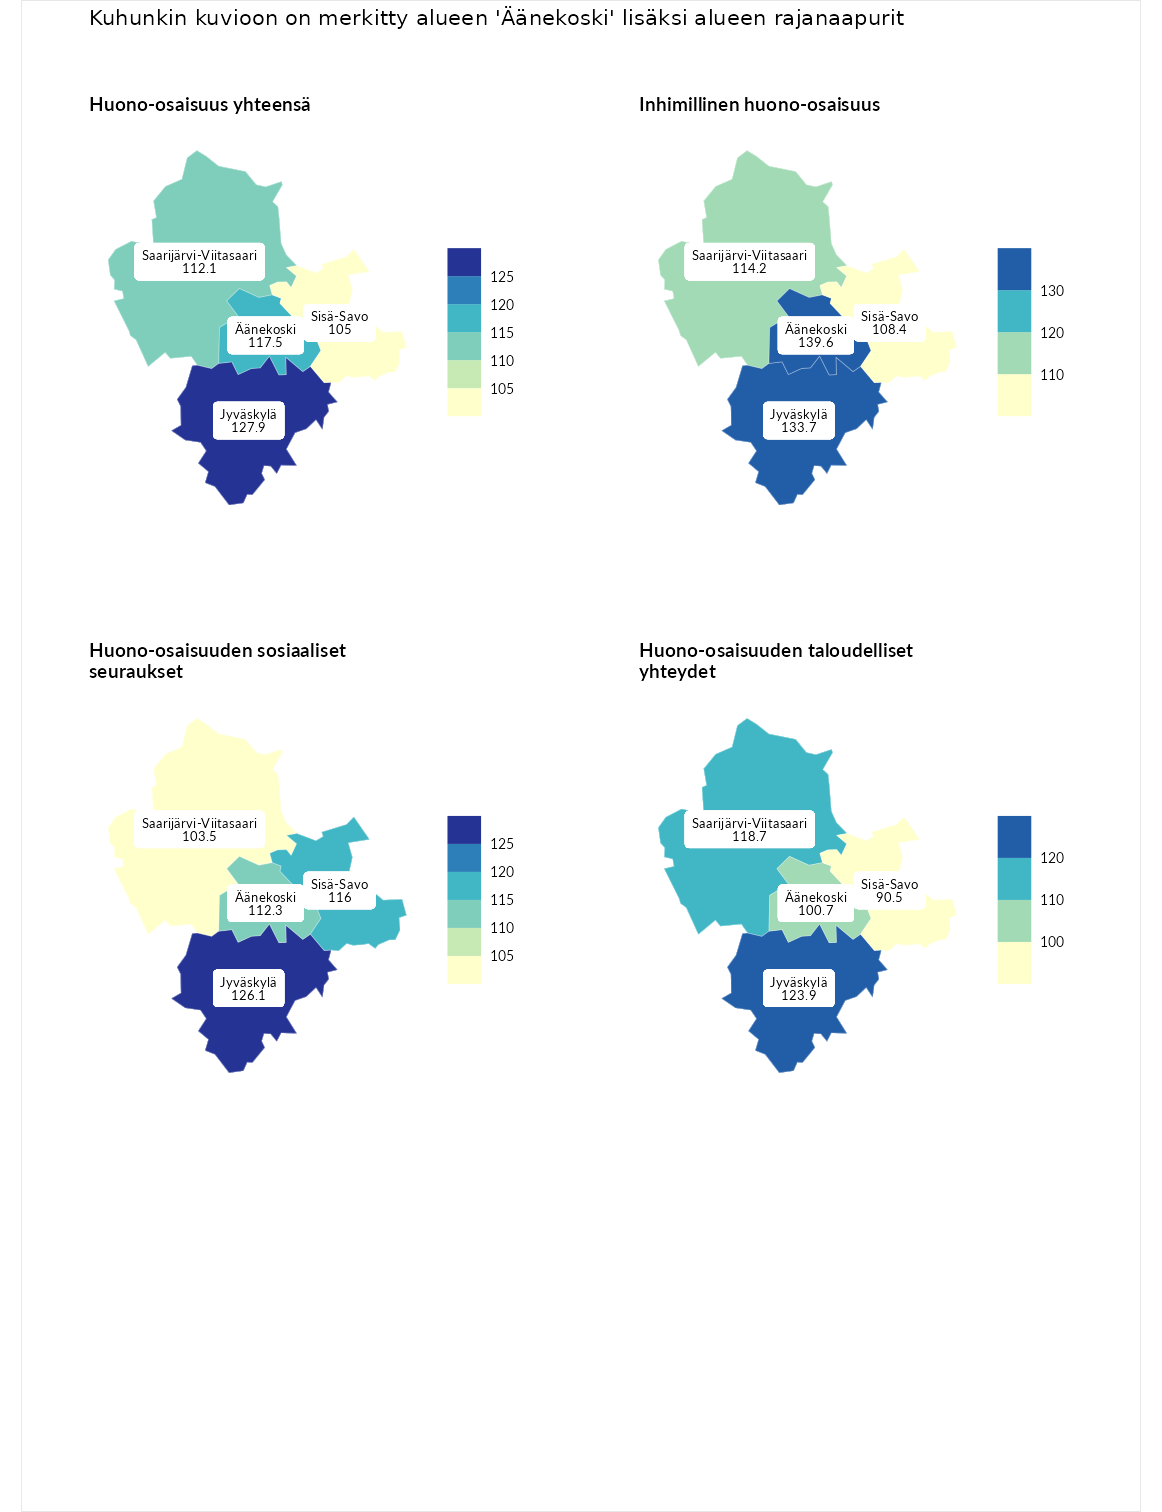 Kuhunkin kuvioon on merkitty alueen 'Äänekoski' lisäksi alueen rajanaapurit
Huono-osaisuus yhteensä
Saarijärvi-Viitasaari
112.1
Sisä-Savo
105
Äänekoski
117.5
Jyväskylä
127.9
125
120
115
110
105
Inhimillinen huono-osaisuus
Saarijärvi-Viitasaari
114.2
Sisä-Savo
108.4
Äänekoski
139.6
Jyväskylä
133.7
130
120
110
Huono-osaisuuden sosiaaliset
seuraukset
Saarijärvi-Viitasaari
103.5
Sisä-Savo
116
Äänekoski
112.3
Jyväskylä
126.1
125
120
115
110
105
Huono-osaisuuden taloudelliset
yhteydet
Saarijärvi-Viitasaari
118.7
Sisä-Savo
90.5
Äänekoski
100.7
Jyväskylä
123.9
120
110
100